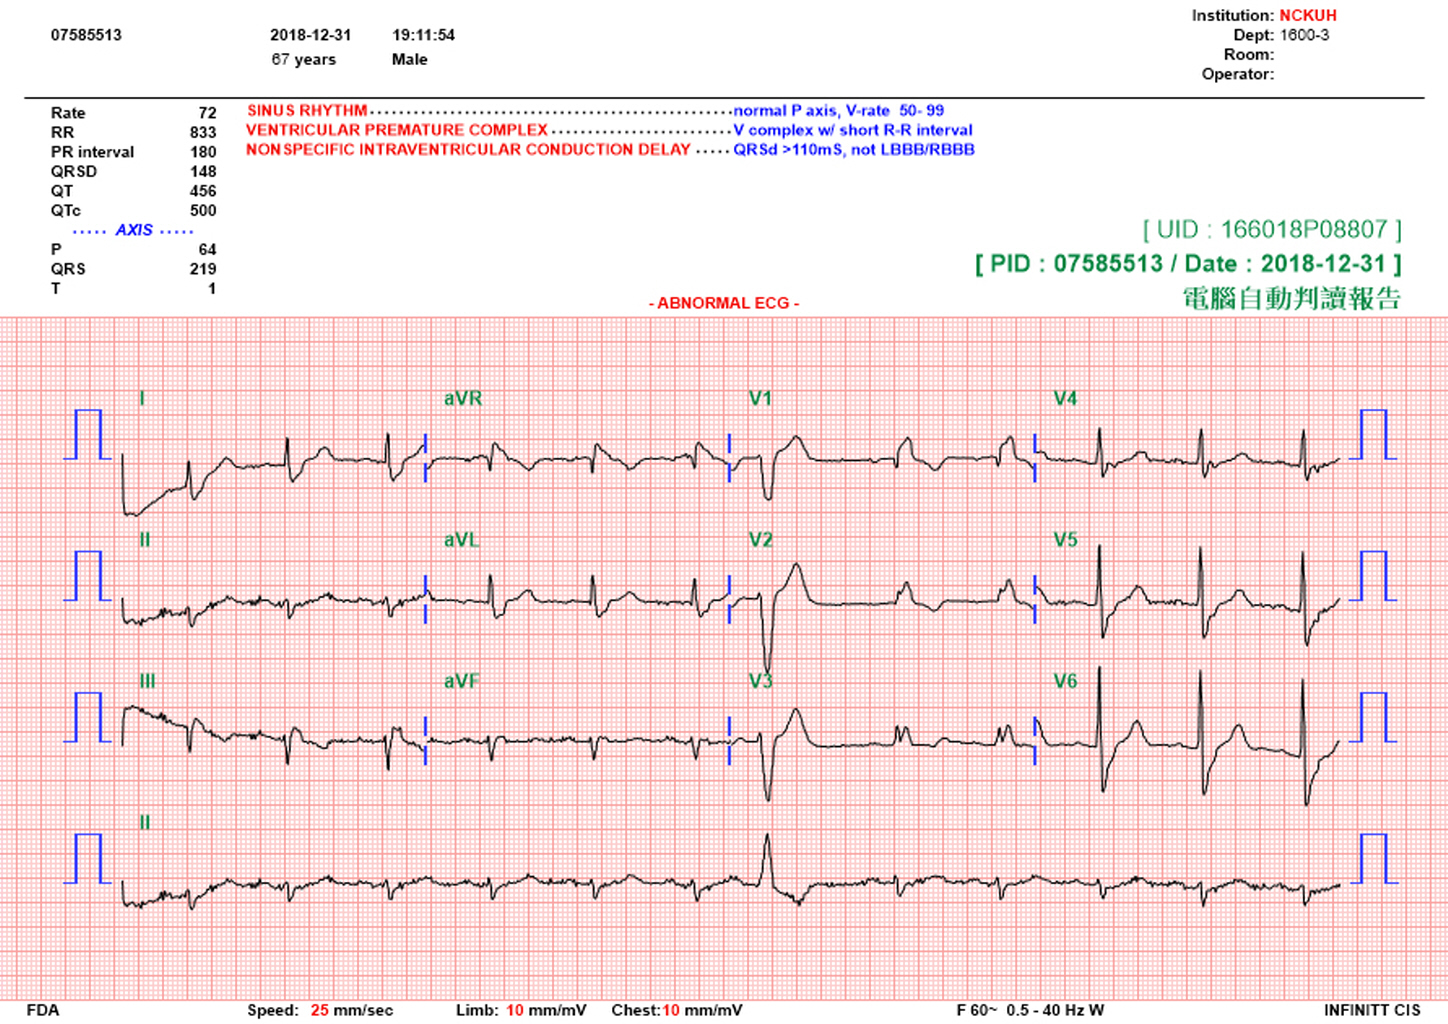 Institution: NCKUH
07585513 2018-12-31 19:11:54 Dept: 1600-3
67 years Male Room:
Operator:
Rate 72 SINUS RHYTHM normal P axis, V-rate 50- 99
RR 833 VENTRICULAR PREMATURE COMPLEX V complex w/ short R-R interval
PR interval 180 NONSPECIFIC INTRAVENTRICULAR CONDUCTION DELAY QRSd >110mS, not LBBB/RBBB
QRSD 148
QT 456
QTc 500
····· AXIS ·····
[ UID : 166018P08807 ]
P 64
[ PID : 07585513 / Date : 2018-12-31 ]
QRS 219
T 1
電腦自動判讀報告
- ABNORMAL ECG -
I aVR V1 V4
II aVL V2 V5
III aVF V3 V6
II
FDA Speed: 25 mm/sec Limb: 10 mm/mV Chest:10 mm/mV F 60~ 0.5 - 40 Hz W INFINITT CIS